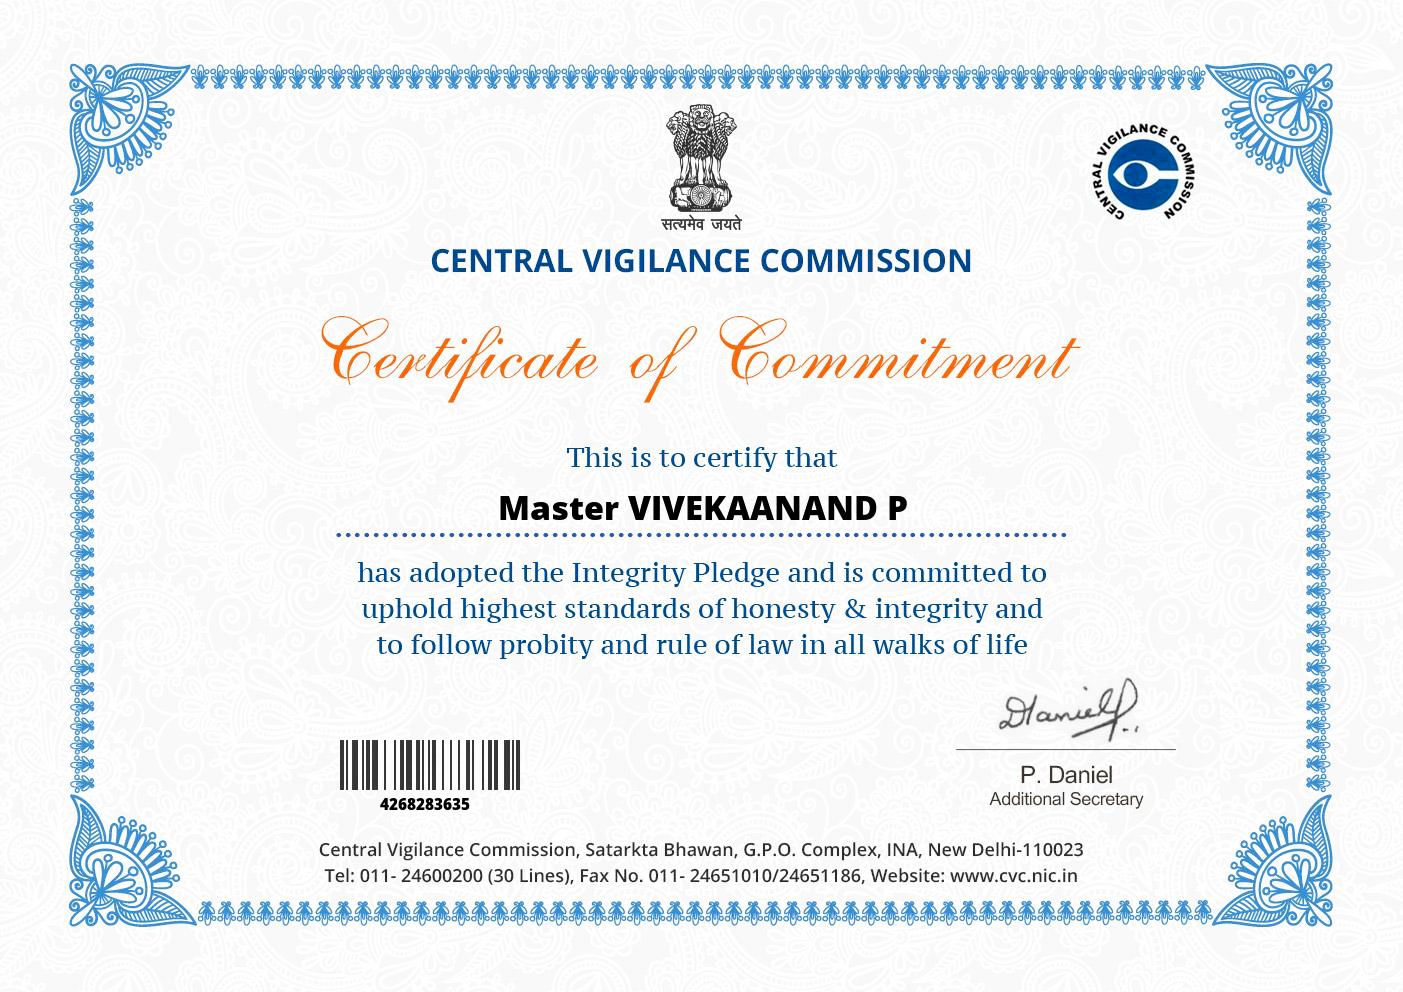 सत्यमेव जयते
CENTRAL VIGILANCE COMMISSION
CENTRAL VIGILANCE COMMISSION
Certificate of Commitment
This is to certify that
Master VIVEKAANAND P
has adopted the Integrity Pledge and is committed to
uphold highest standards of honesty & integrity and
to follow probity and rule of law in all walks of life
DanielP..
P. Daniel
Additional Secretary
4268283635
Central Vigilance Commission, Satarkta Bhawan, G.P.O. Complex, INA, New Delhi-110023
Tel: 011- 24600200 (30 Lines), Fax No. 011- 24651010/24651186, Website: www.cvc.nic.in